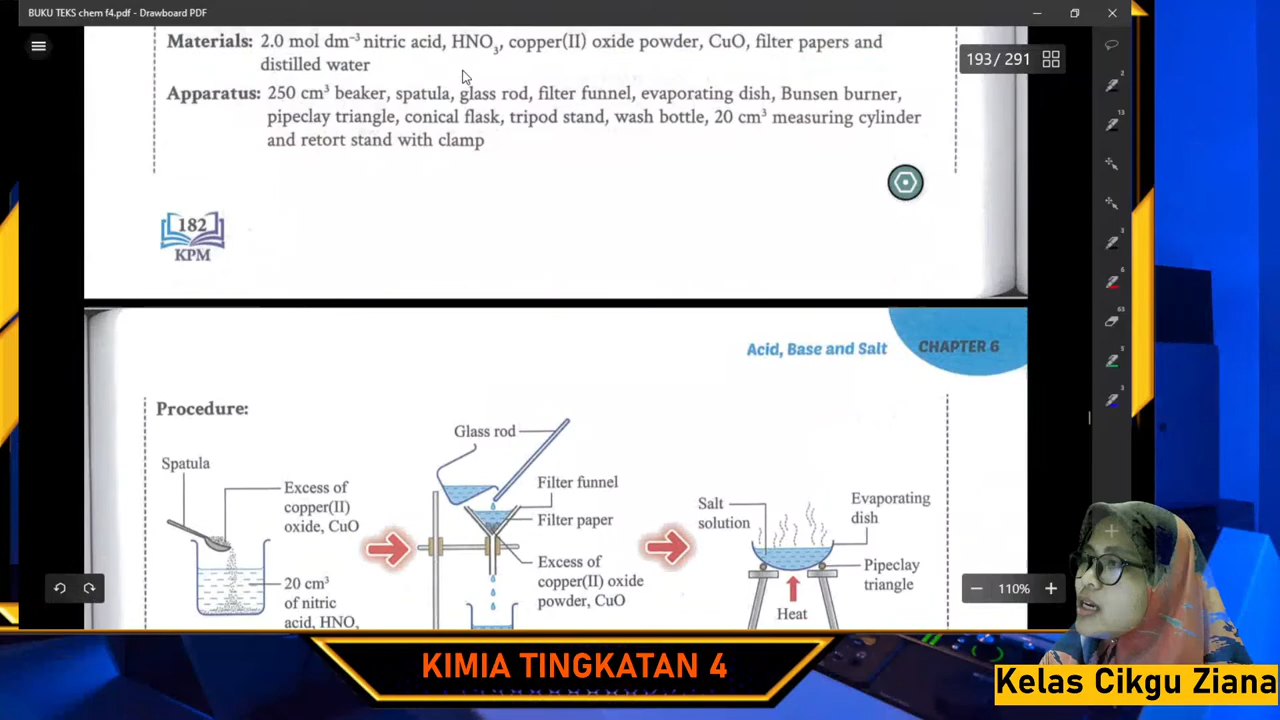 BUKU TEKS chem f4.pdf - Drawboard PDF
Materials: 2.0 mol dm⁻³ nitric acid, HNO₃, copper(II) oxide powder, CuO, filter papers and
distilled water
193 / 291
Apparatus: 250 cm³ beaker, spatula, glass rod, filter funnel, evaporating dish, Bunsen burner,
pipeclay triangle, conical flask, tripod stand, wash bottle, 20 cm³ measuring cylinder
and retort stand with clamp
182
KPM
Acid, Base and Salt CHAPTER 6
Procedure:
Spatula
Excess of
copper(II)
oxide, CuO
20 cm³
of nitric
acid, HNO,
Glass rod
Filter funnel
Filter paper
Excess of
copper(II) oxide
powder, CuO
Salt
solution
Evaporating
dish
Pipeclay
triangle
Heat
110%
KIMIA TINGKATAN 4
Kelas Cikgu Ziana